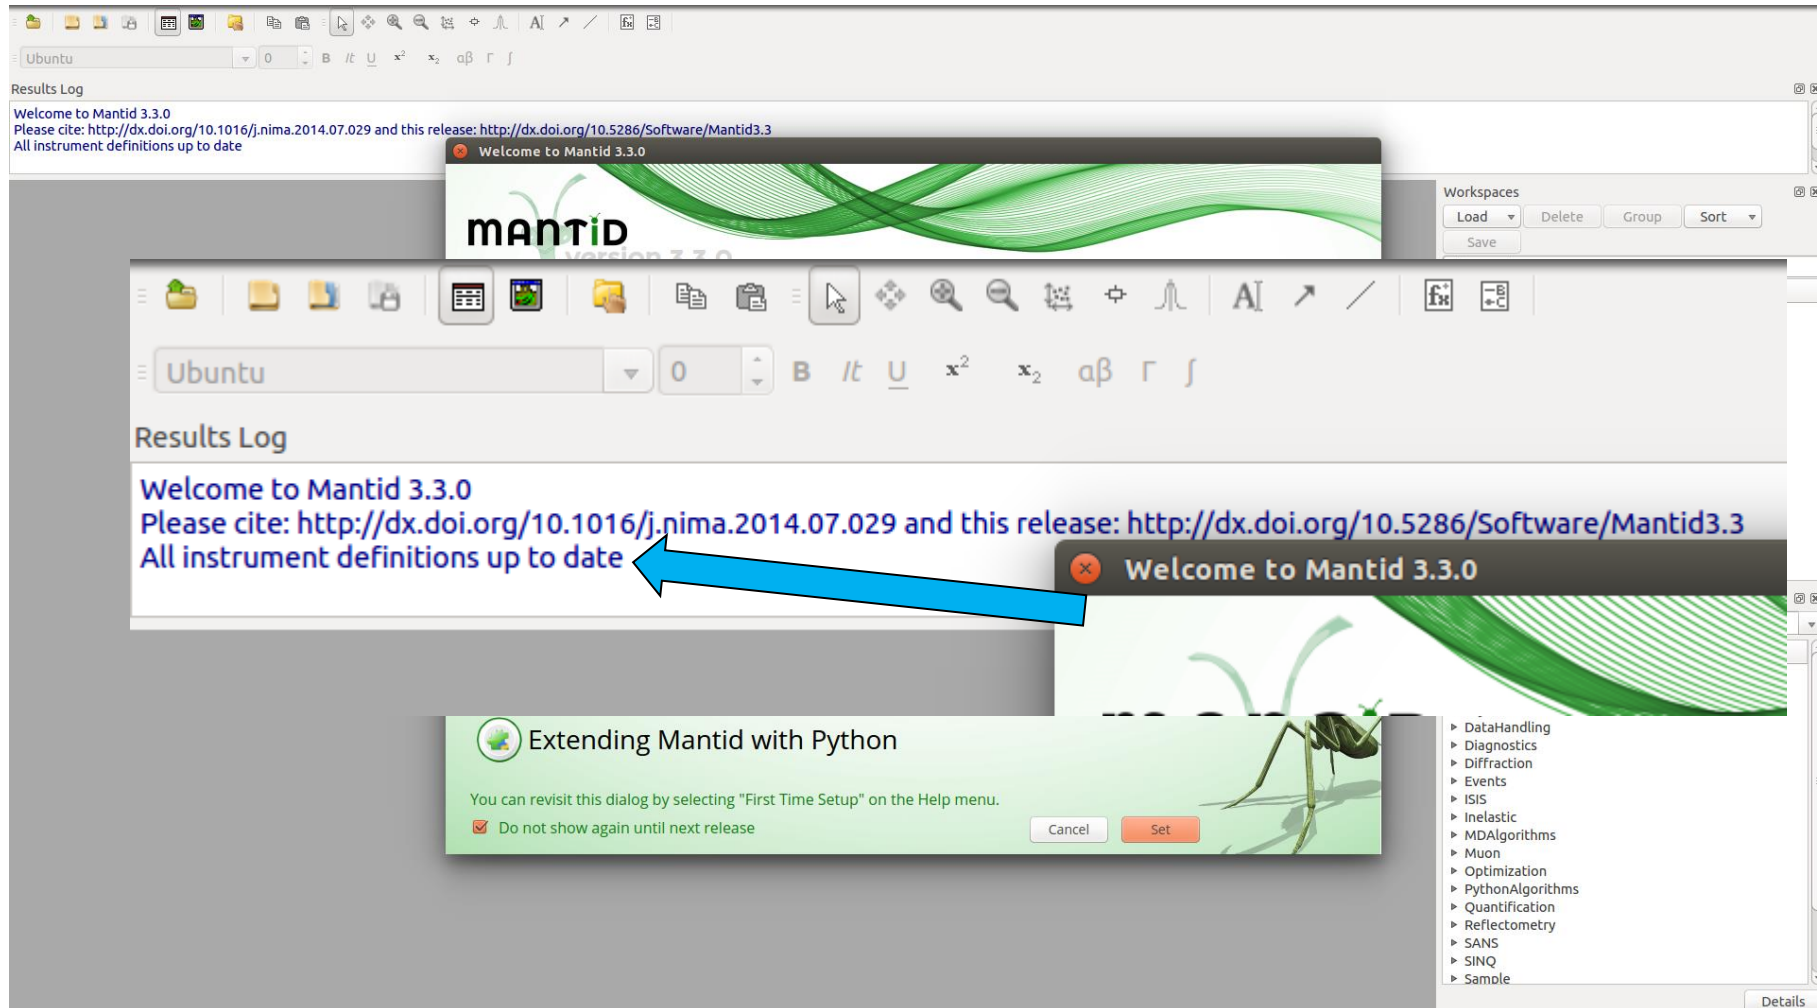 Ubuntu
0
B It U x² x₂ αβ Γ ∫
Results Log
Welcome to Mantid 3.3.0
Please cite: http://dx.doi.org/10.1016/j.nima.2014.07.029 and this release: http://dx.doi.org/10.5286/Software/Mantid3.3
All instrument definitions up to date
Welcome to Mantid 3.3.0
Workspaces
Load Delete Group Sort
Save
MANTiD
version 3.3.0
AI fx
Ubuntu 0 B It U x² x₂ αβ Γ ∫
Results Log
Welcome to Mantid 3.3.0
Please cite: http://dx.doi.org/10.1016/j.nima.2014.07.029 and this release: http://dx.doi.org/10.5286/Software/Mantid3.3
All instrument definitions up to date
Welcome to Mantid 3.3.0
Extending Mantid with Python
You can revisit this dialog by selecting "First Time Setup" on the Help menu.
Do not show again until next release
Cancel Set
DataHandling
Diagnostics
Diffraction
Events
ISIS
Inelastic
MDAlgorithms
Muon
Optimization
PythonAlgorithms
Quantification
Reflectometry
SANS
SINQ
Sample
Details